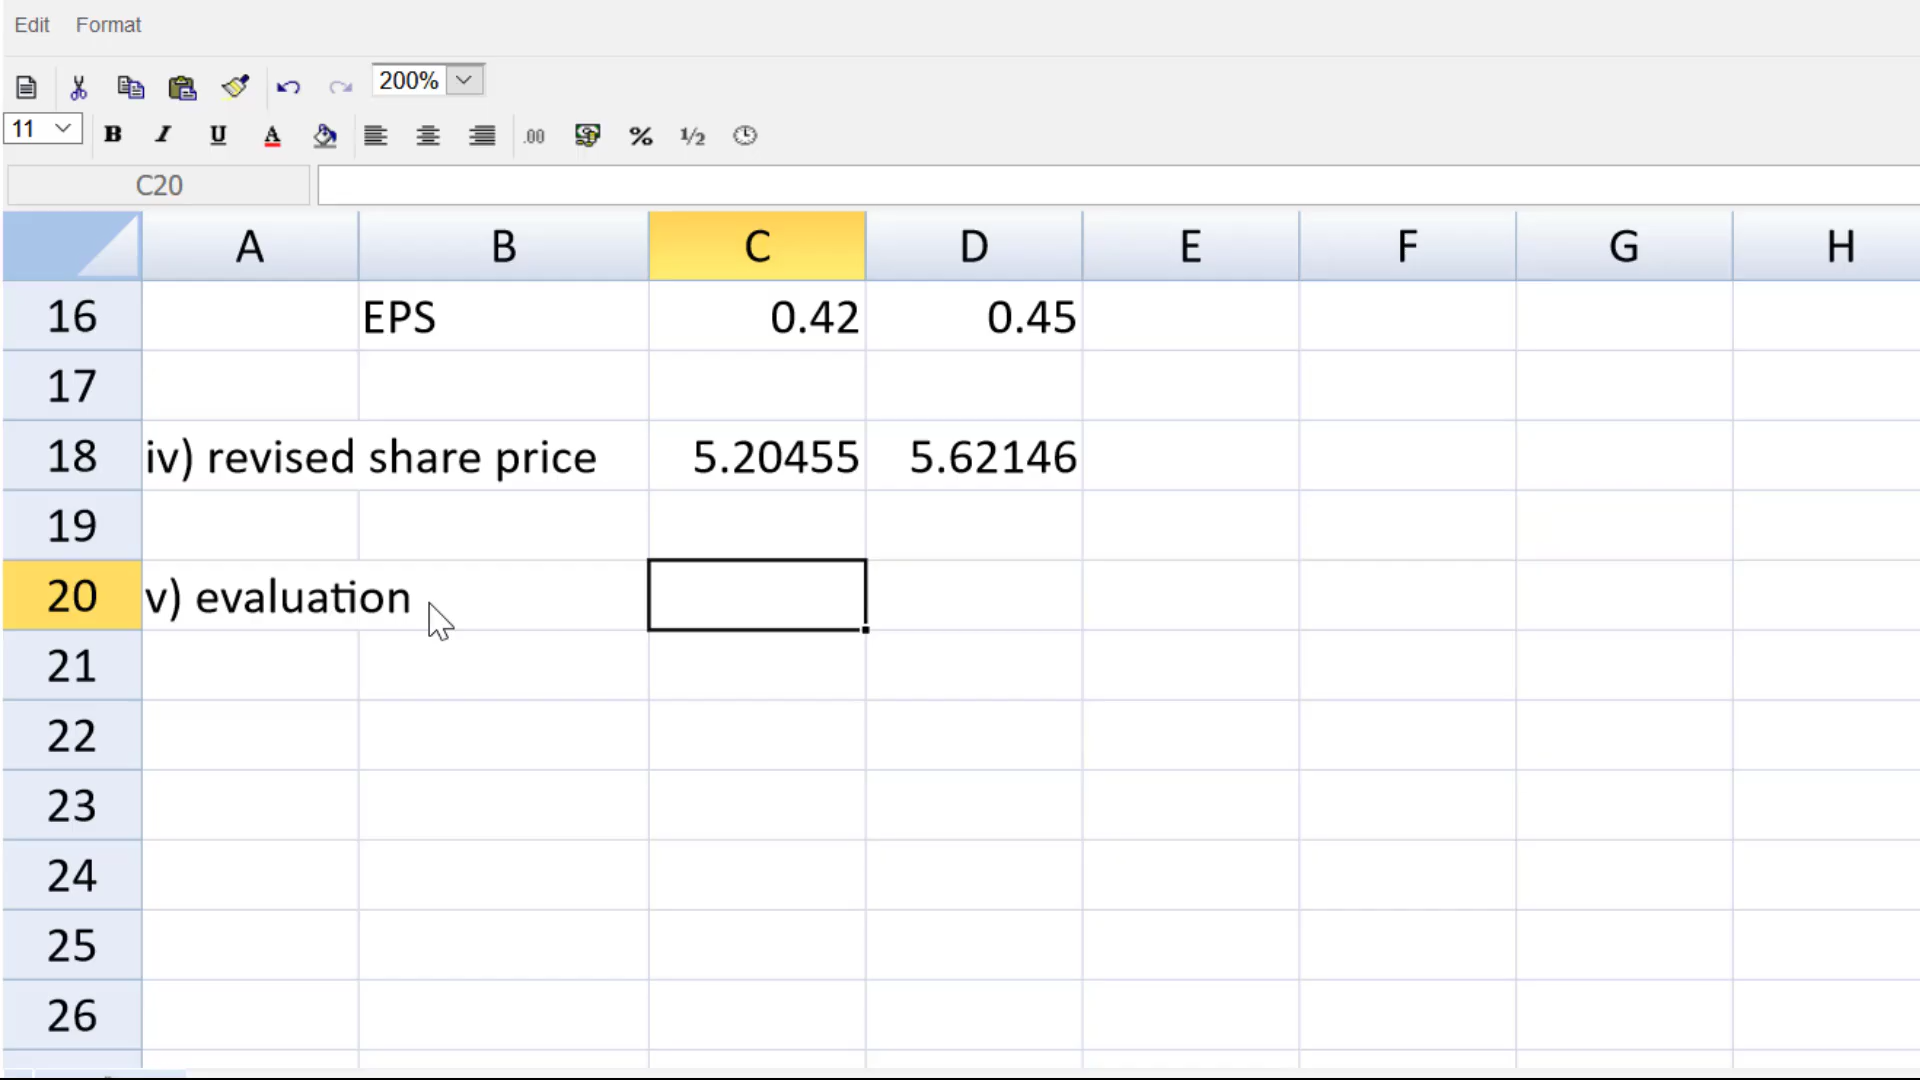 Edit Format
200%
11 B I U A .00 % 1/2
C20
A B C D E F G H
16 EPS 0.42 0.45
17
18 iv) revised share price 5.20455 5.62146
19
20 v) evaluation
21
22
23
24
25
26